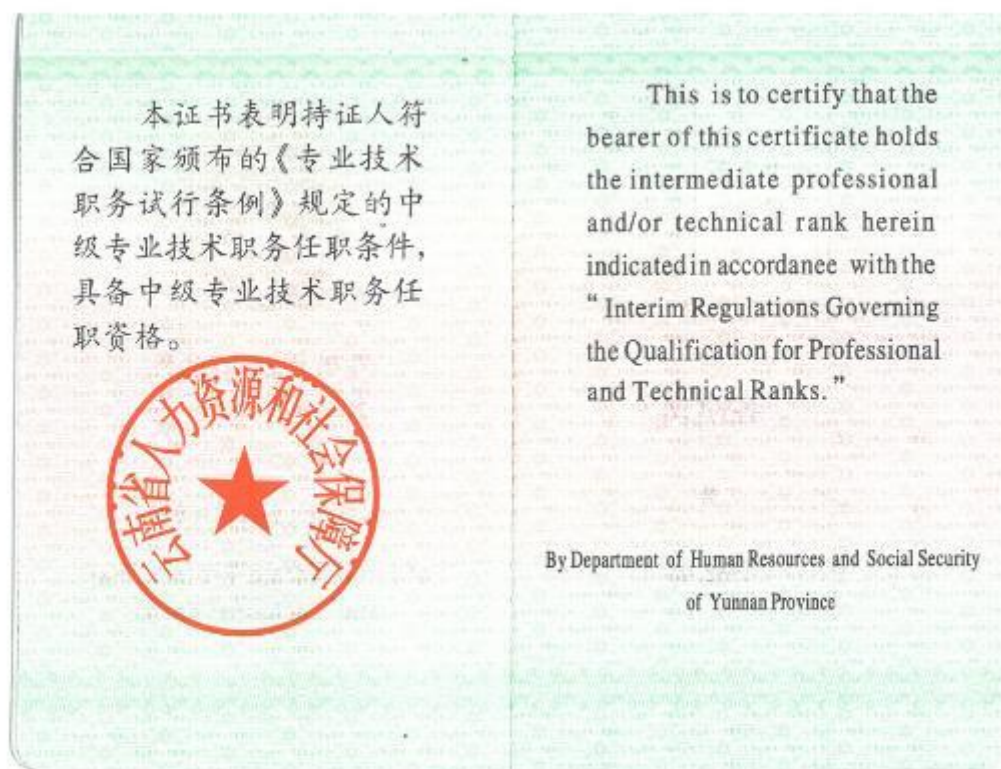 本证书表明持证人符
合国家颁布的《专业技术
职务试行条例》规定的中
级专业技术职务任职条件,
具备中级专业技术职务任
职资格。
云南省人力资源和社会保障厅
This is to certify that the
bearer of this certificate holds
the intermediate professional
and/or technical rank herein
indicatedin accordanee with the
“ Interim Regulations Governing
the Qualification for Professional
and Technical Ranks.”
By Department of Human Resources and Social Security
of Yunnan Province